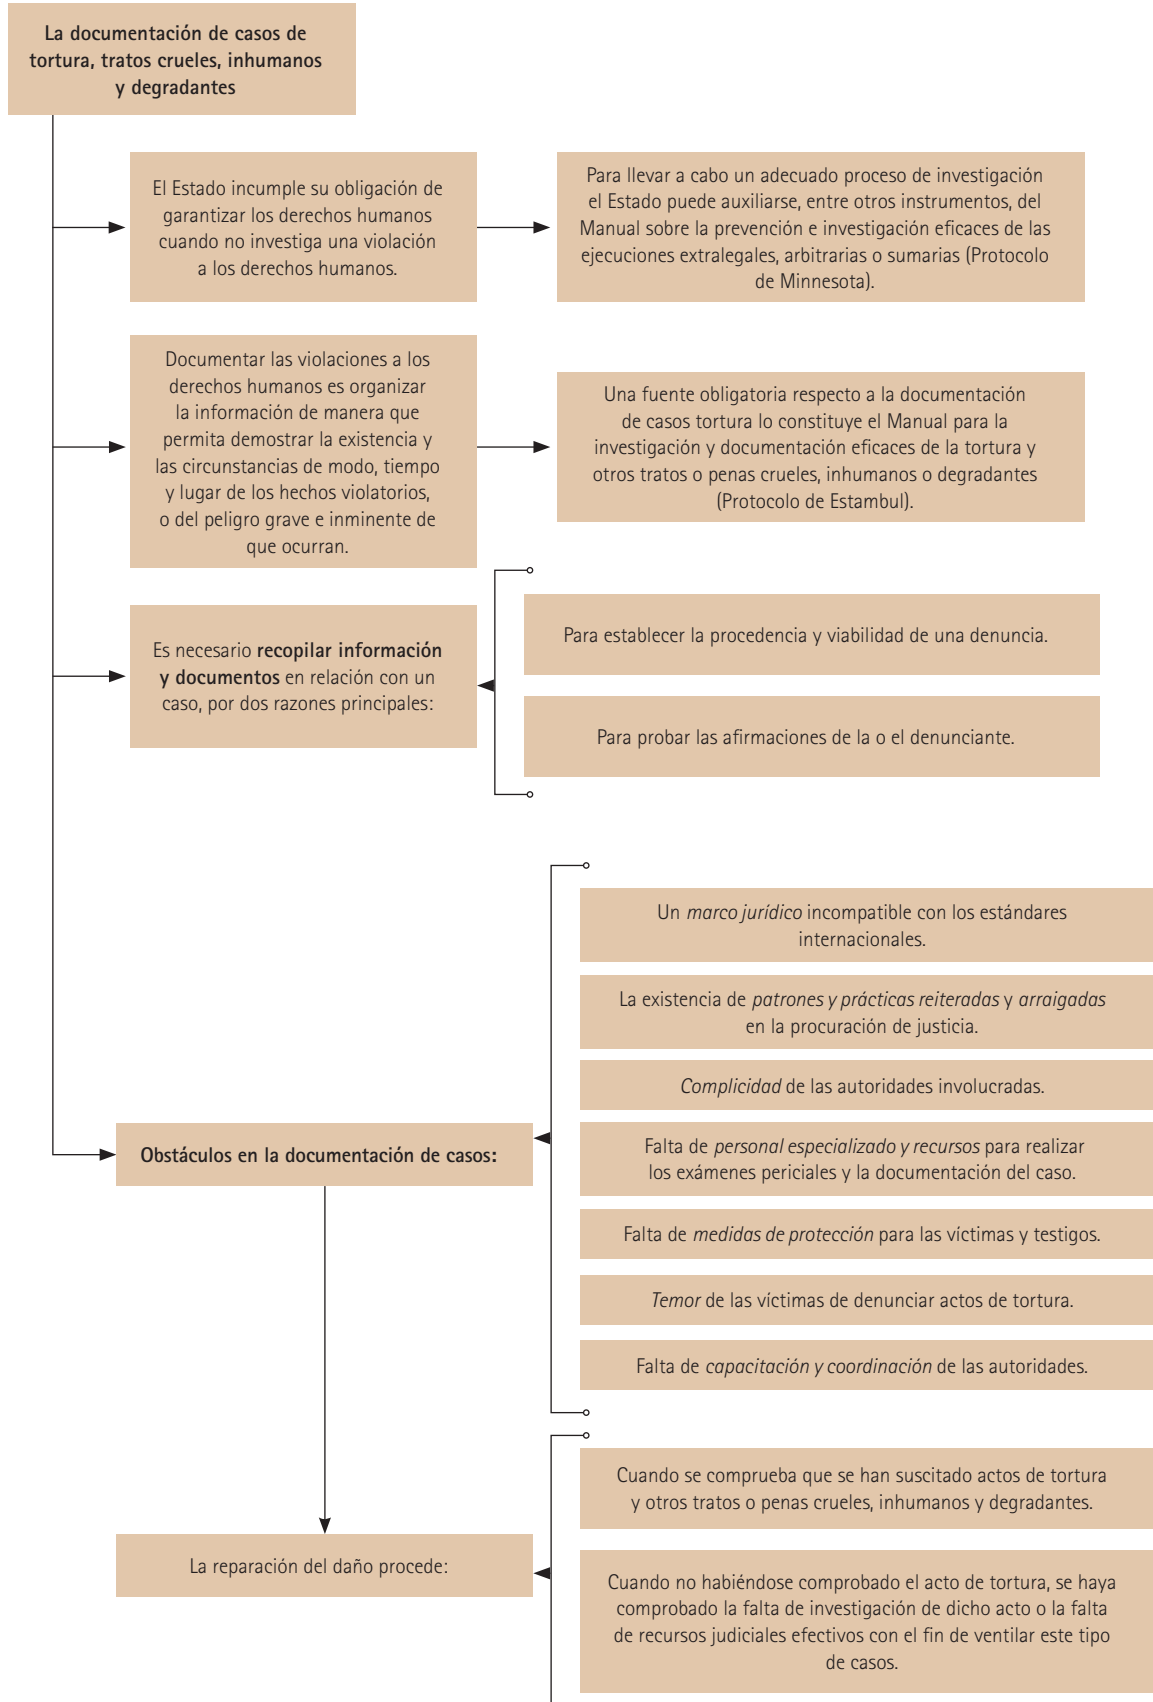 La documentación de casos de
tortura, tratos crueles, inhumanos
y degradantes
El Estado incumple su obligación de
garantizar los derechos humanos
cuando no investiga una violación
a los derechos humanos.
Para llevar a cabo un adecuado proceso de investigación
el Estado puede auxiliarse, entre otros instrumentos, del
Manual sobre la prevención e investigación eficaces de las
ejecuciones extralegales, arbitrarias o sumarias (Protocolo
de Minnesota).
Documentar las violaciones a los
derechos humanos es organizar
la información de manera que
permita demostrar la existencia y
las circunstancias de modo, tiempo
y lugar de los hechos violatorios,
o del peligro grave e inminente de
que ocurran.
Una fuente obligatoria respecto a la documentación
de casos tortura lo constituye el Manual para la
investigación y documentación eficaces de la tortura y
otros tratos o penas crueles, inhumanos o degradantes
(Protocolo de Estambul).
Es necesario recopilar información
y documentos en relación con un
caso, por dos razones principales:
Para establecer la procedencia y viabilidad de una denuncia.
Para probar las afirmaciones de la o el denunciante.
Obstáculos en la documentación de casos:
Un marco jurídico incompatible con los estándares
internacionales.
La existencia de patrones y prácticas reiteradas y arraigadas
en la procuración de justicia.
Complicidad de las autoridades involucradas.
Falta de personal especializado y recursos para realizar
los exámenes periciales y la documentación del caso.
Falta de medidas de protección para las víctimas y testigos.
Temor de las víctimas de denunciar actos de tortura.
Falta de capacitación y coordinación de las autoridades.
La reparación del daño procede:
Cuando se comprueba que se han suscitado actos de tortura
y otros tratos o penas crueles, inhumanos y degradantes.
Cuando no habiéndose comprobado el acto de tortura, se haya
comprobado la falta de investigación de dicho acto o la falta
de recursos judiciales efectivos con el fin de ventilar este tipo
de casos.